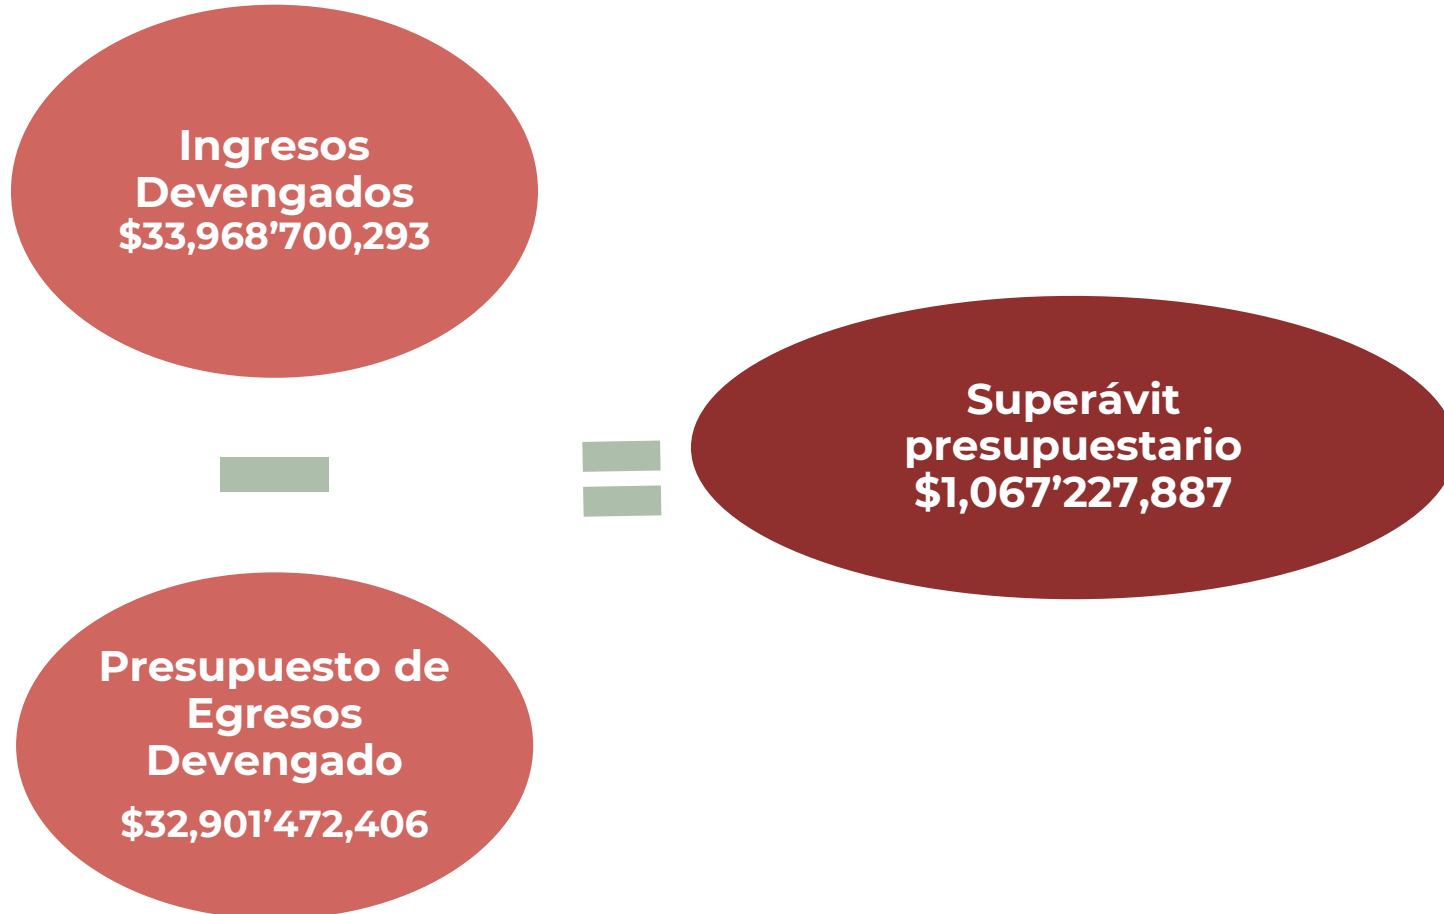 Ingresos
Devengados
$33,968’700,293
Superávit
presupuestario
$1,067’227,887
Presupuesto de
Egresos
Devengado
$32,901’472,406